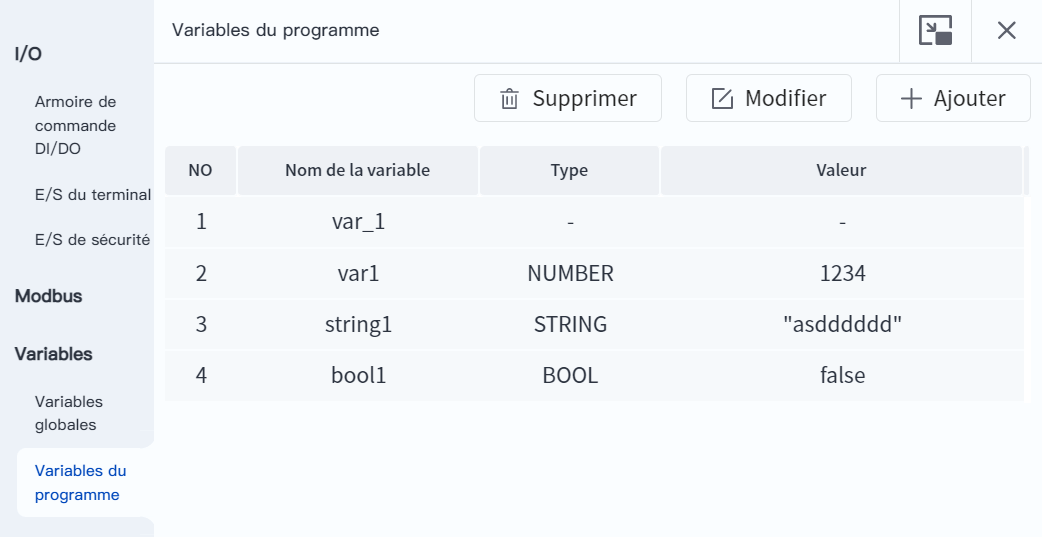 I/O
Armoire de
commande
DI/DO
E/S du terminal
E/S de sécurité
Modbus
Variables
Variables
globales
Variables du
programme
Variables du programme
Supprimer Modifier Ajouter
NO Nom de la variable Type Valeur
1 var_1 - -
2 var1 NUMBER 1234
3 string1 STRING "asdddddd"
4 bool1 BOOL false